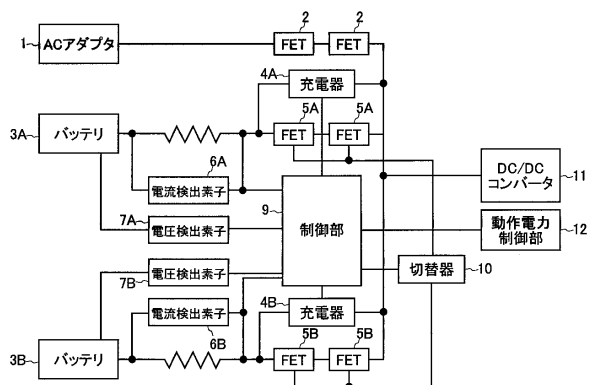 2
2
1
ACアダプタ
FET
FET
4A
充電器
5A
5A
3A
バッテリ
FET
FET
6A
電流検出素子
DC/DC
コンバータ
11
7A
9
電圧検出素子
制御部
動作電力
制御部
12
電圧検出素子
切替器
10
7B
4B
電流検出素子
充電器
6B
5B
5B
3B
バッテリ
FET
FET